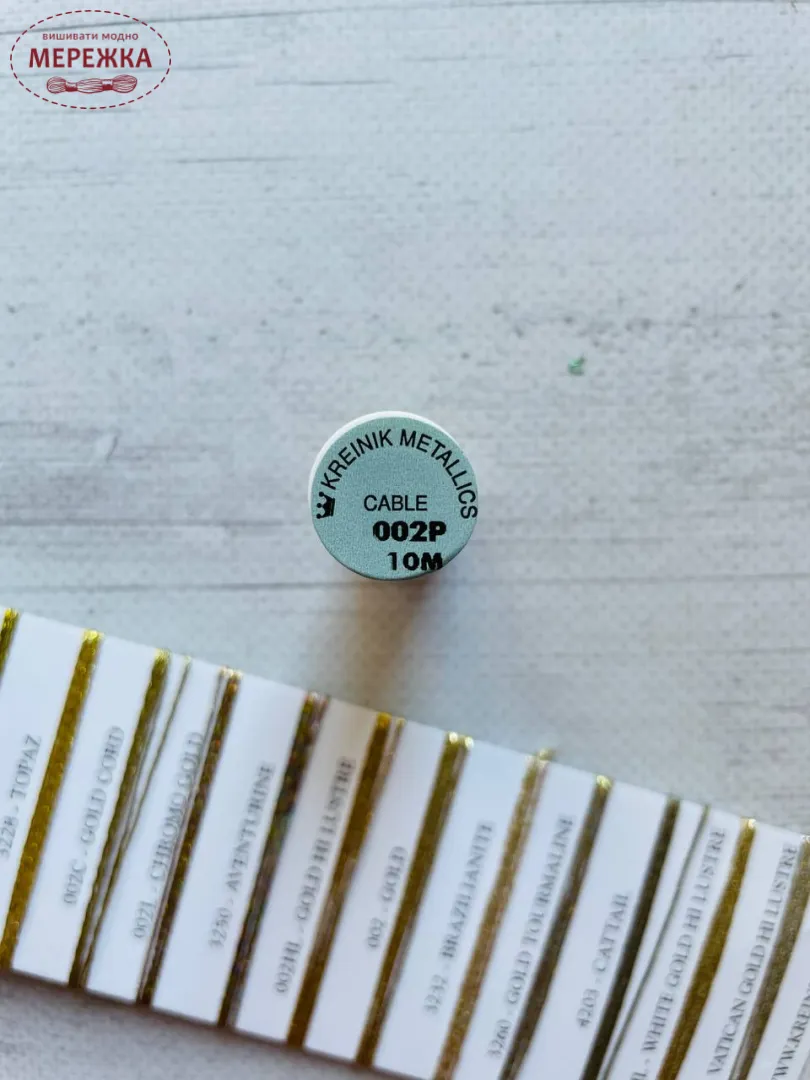 вишивати модно
МЕРЕЖКА
KREINIK METALLICS
CABLE
002P
10M
3228 - TOPAZ
002C - GOLD CORD
002L - CHROMO GOLD
3250 - AVENTURINE
002HL - GOLD HI LUSTRE
002 - GOLD
3232 - BRAZILIANITE
3260 - GOLD TOURMALINE
4203 - CATTAIL
- WHITE GOLD HI LUSTRE
VATICAN GOLD HI LUSTRE